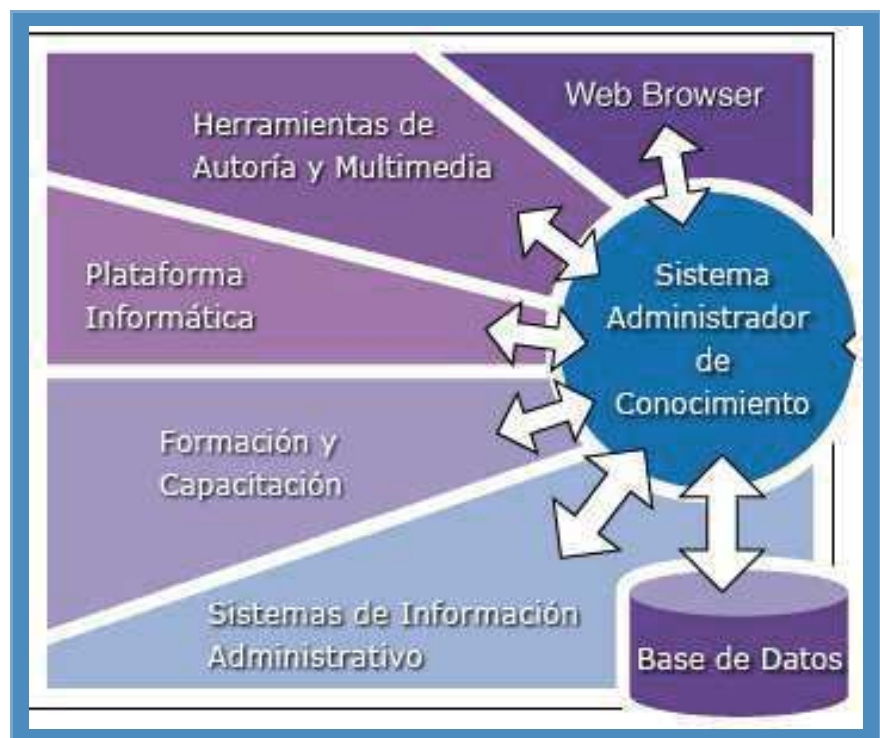 Web Browser
Herramientas de
Autoría y Multimedia
Plataforma
Informática
Sistema
Administrador
de
Conocimiento
Formación y
Capacitación
Sistemas de Información
Administrativo
Base de Datos